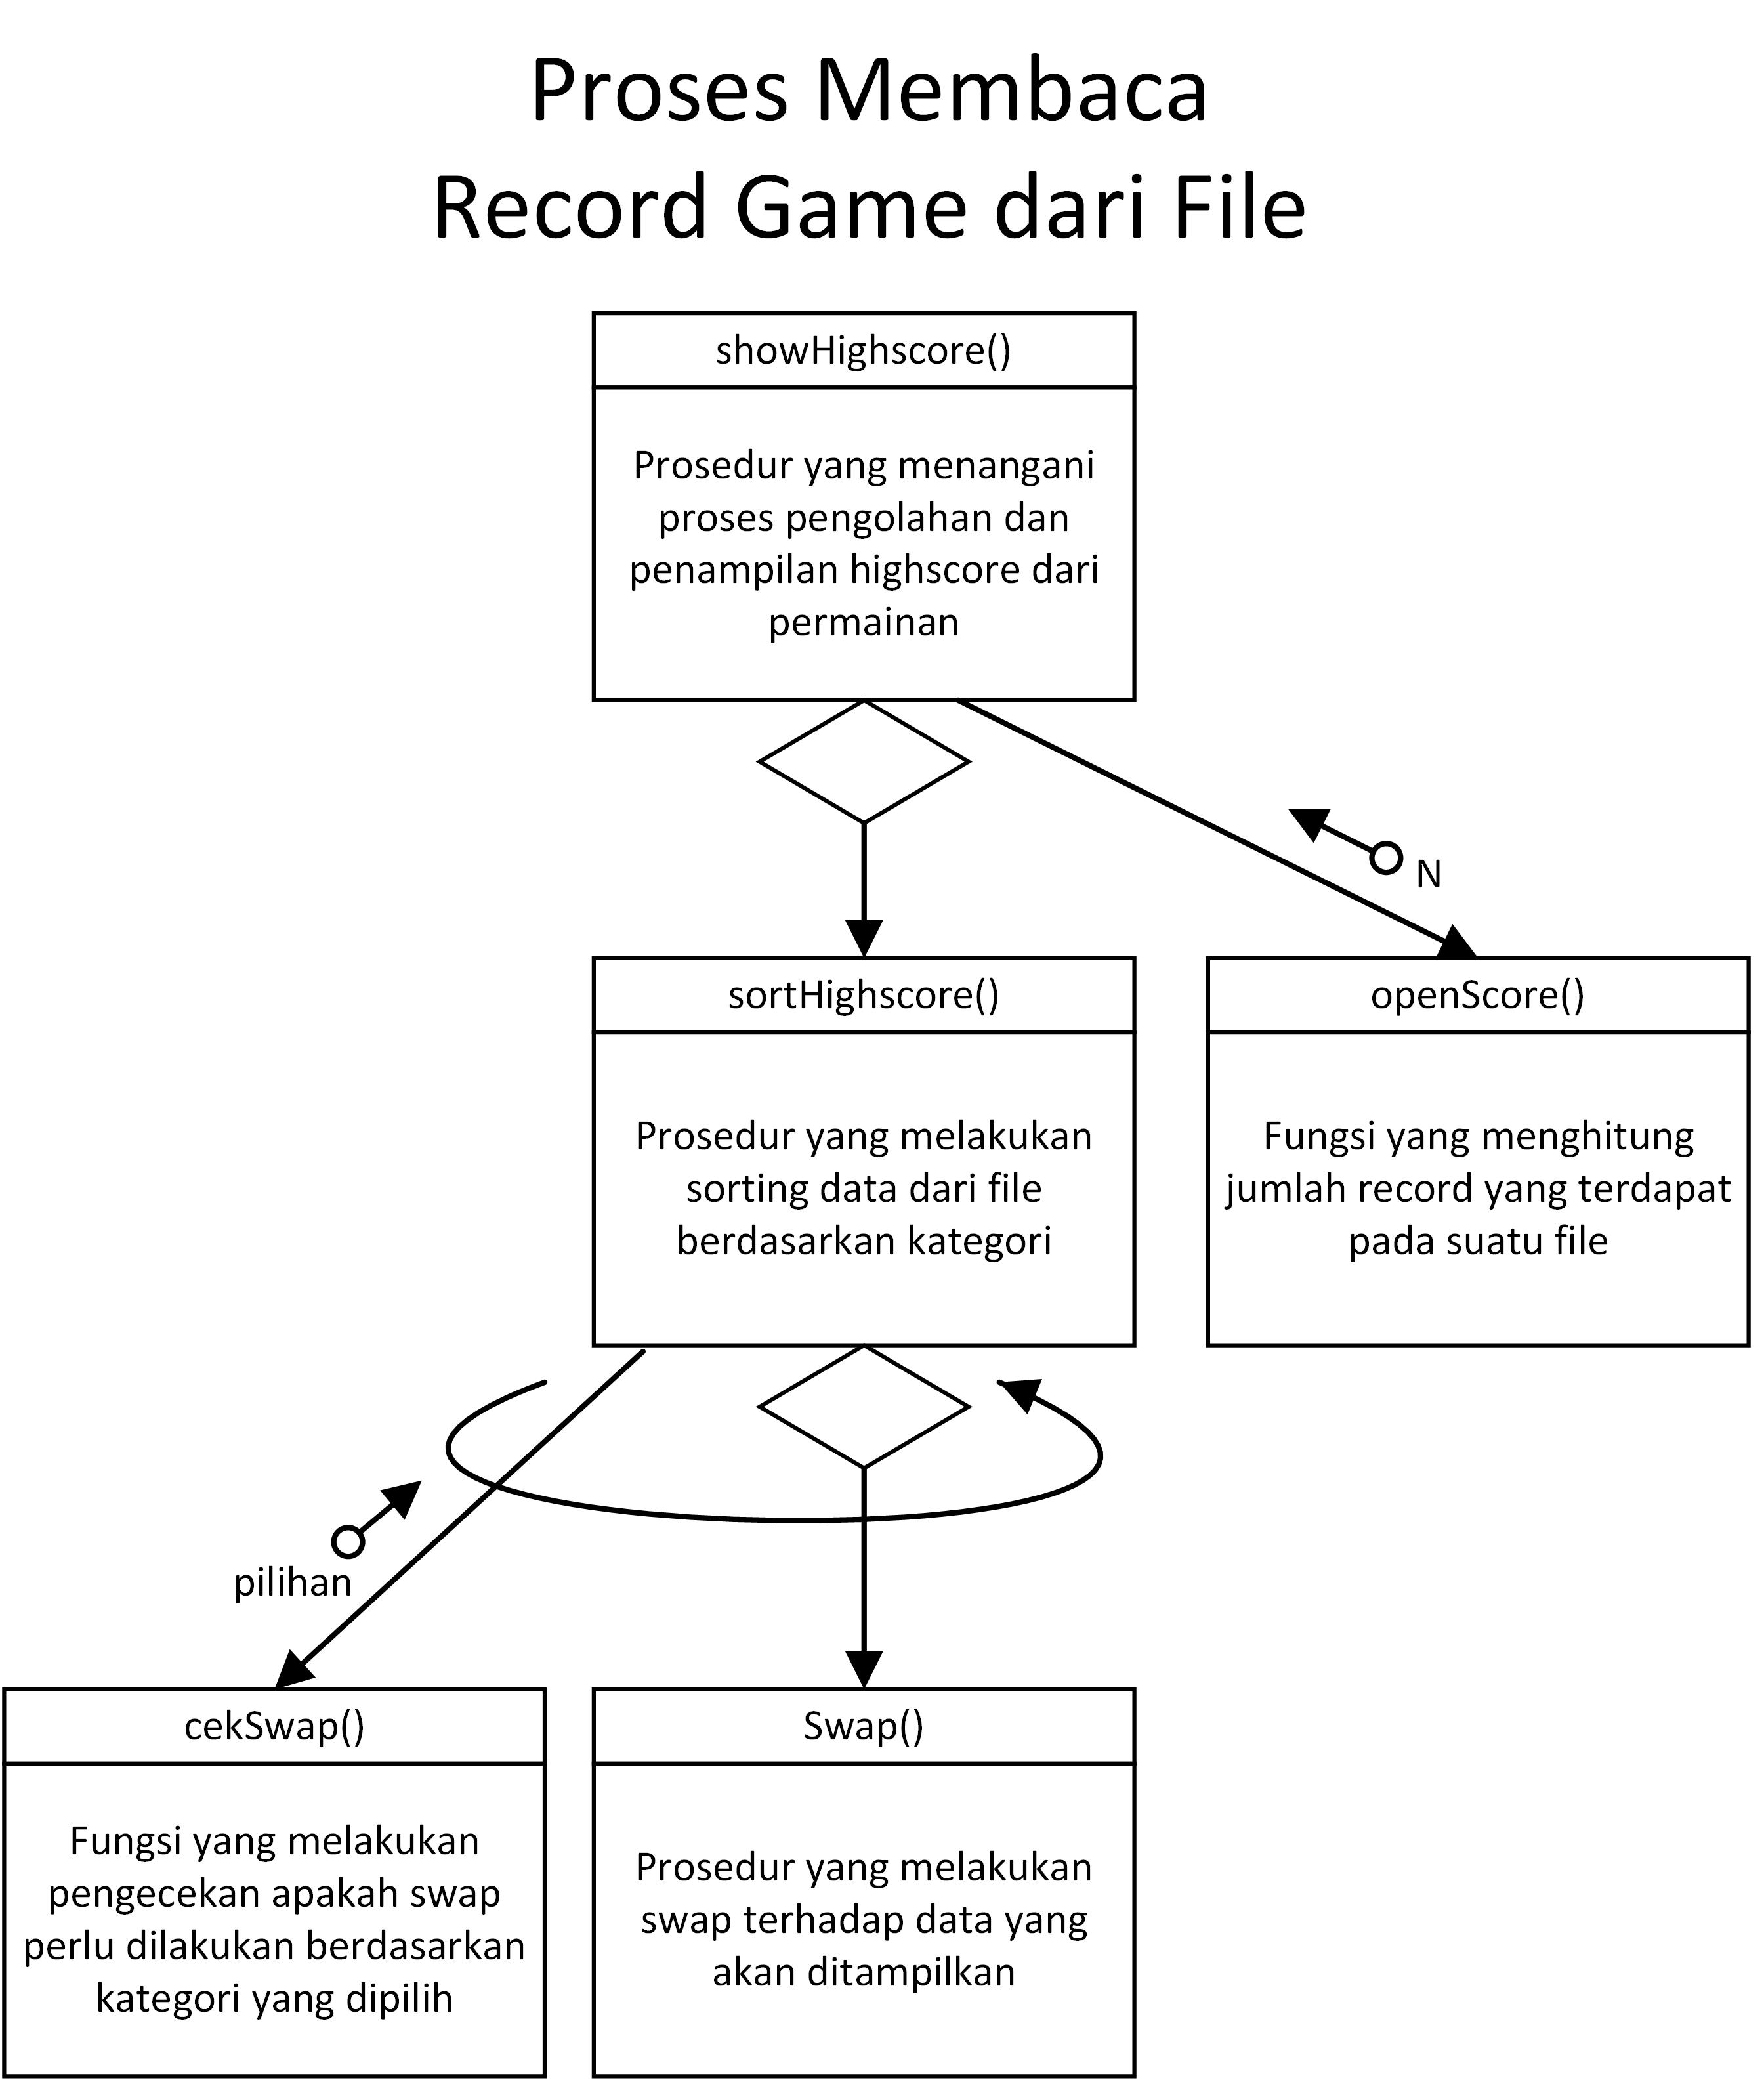 Proses Membaca
Record Game dari File
showHighscore()
Prosedur yang menangani
proses pengolahan dan
penampilan highscore dari
permainan
N
sortHighscore()
Prosedur yang melakukan
sorting data dari file
berdasarkan kategori
openScore()
Fungsi yang menghitung
jumlah record yang terdapat
pada suatu file
pilihan
cekSwap()
Fungsi yang melakukan
pengecekan apakah swap
perlu dilakukan berdasarkan
kategori yang dipilih
Swap()
Prosedur yang melakukan
swap terhadap data yang
akan ditampilkan